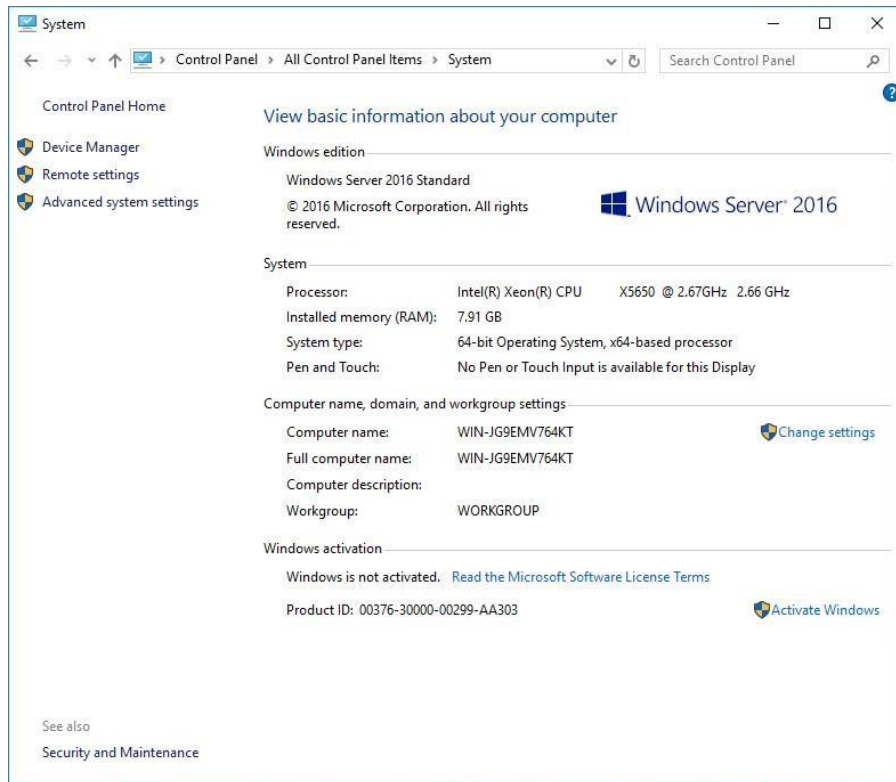 System
Control Panel > All Control Panel Items > System
Search Control Panel
Control Panel Home
Device Manager
Remote settings
Advanced system settings
?
View basic information about your computer
Windows edition
Windows Server 2016 Standard
© 2016 Microsoft Corporation. All rights
reserved.
Windows Server® 2016
System
Processor: Intel(R) Xeon(R) CPU X5650 @ 2.67GHz 2.66 GHz
Installed memory (RAM): 7.91 GB
System type: 64-bit Operating System, x64-based processor
Pen and Touch: No Pen or Touch Input is available for this Display
Computer name, domain, and workgroup settings
Computer name: WIN-JG9EMV764KT
Change settings
Full computer name: WIN-JG9EMV764KT
Computer description:
Workgroup: WORKGROUP
Windows activation
Windows is not activated. Read the Microsoft Software License Terms
Product ID: 00376-30000-00299-AA303
Activate Windows
See also
Security and Maintenance